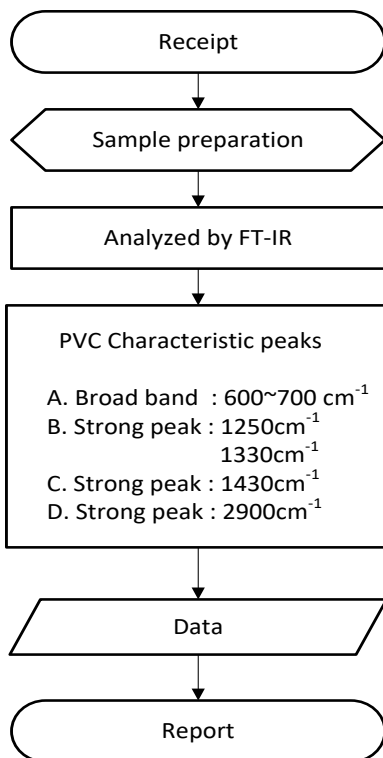 Receipt
Sample preparation
Analyzed by FT-IR
PVC Characteristic peaks
A. Broad band : 600~700 cm⁻¹
B. Strong peak : 1250cm⁻¹
1330cm⁻¹
C. Strong peak : 1430cm⁻¹
D. Strong peak : 2900cm⁻¹
Data
Report